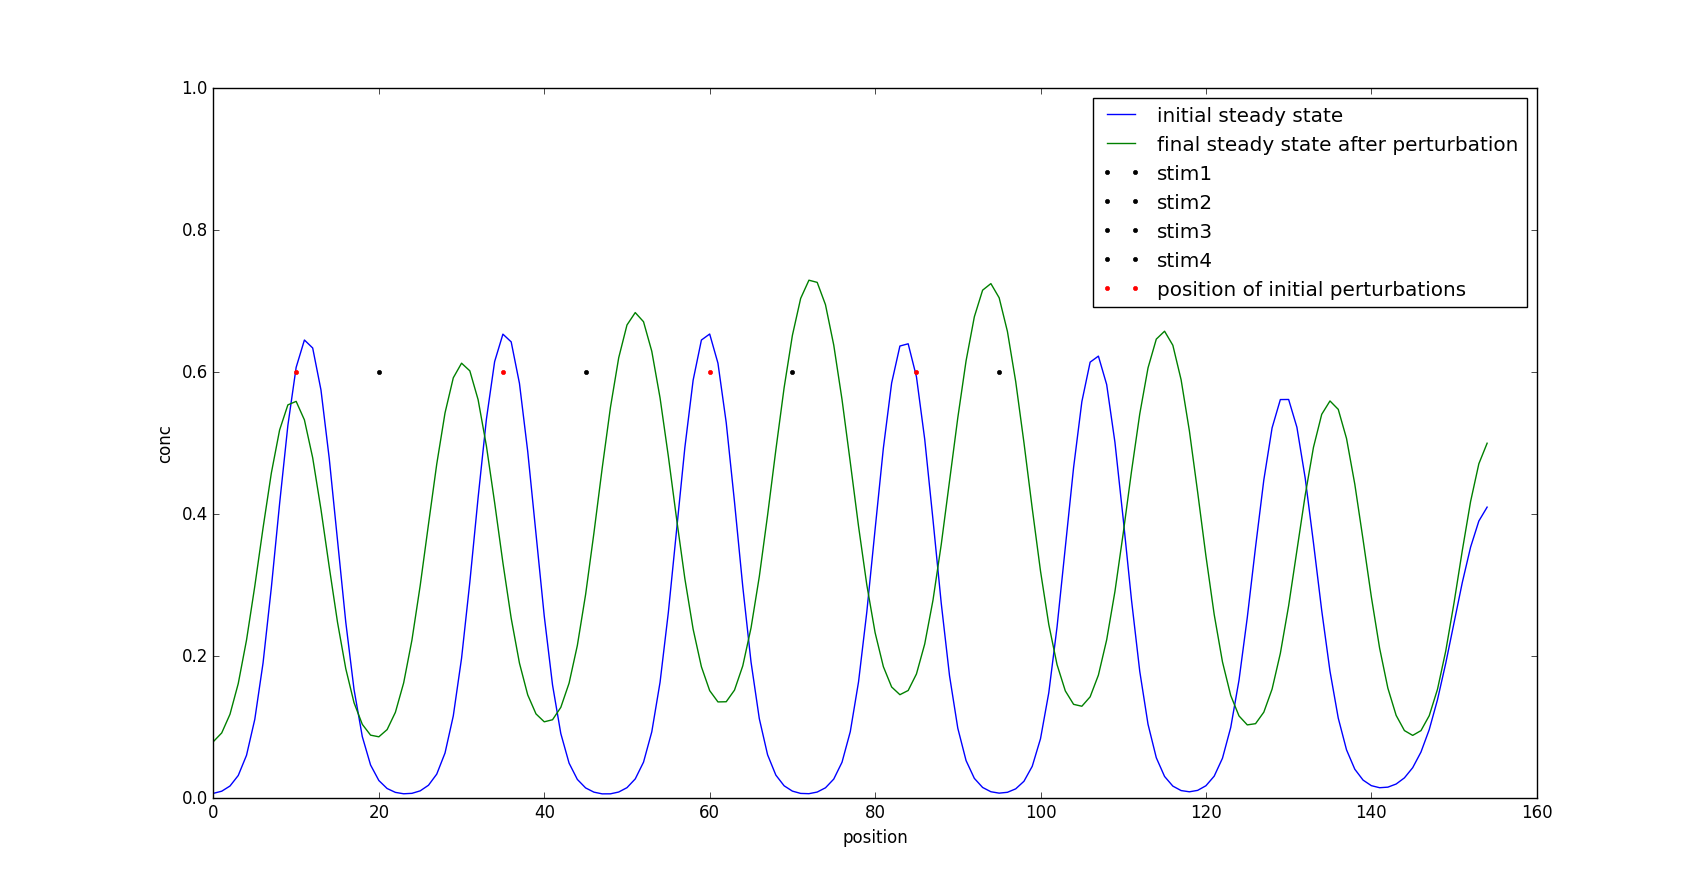 1.0
0.8
0.6
0.4
0.2
0.0
conc
0 20 40 60 80 100 120 140 160
position
initial steady state
final steady state after perturbation
stim1
stim2
stim3
stim4
position of initial perturbations